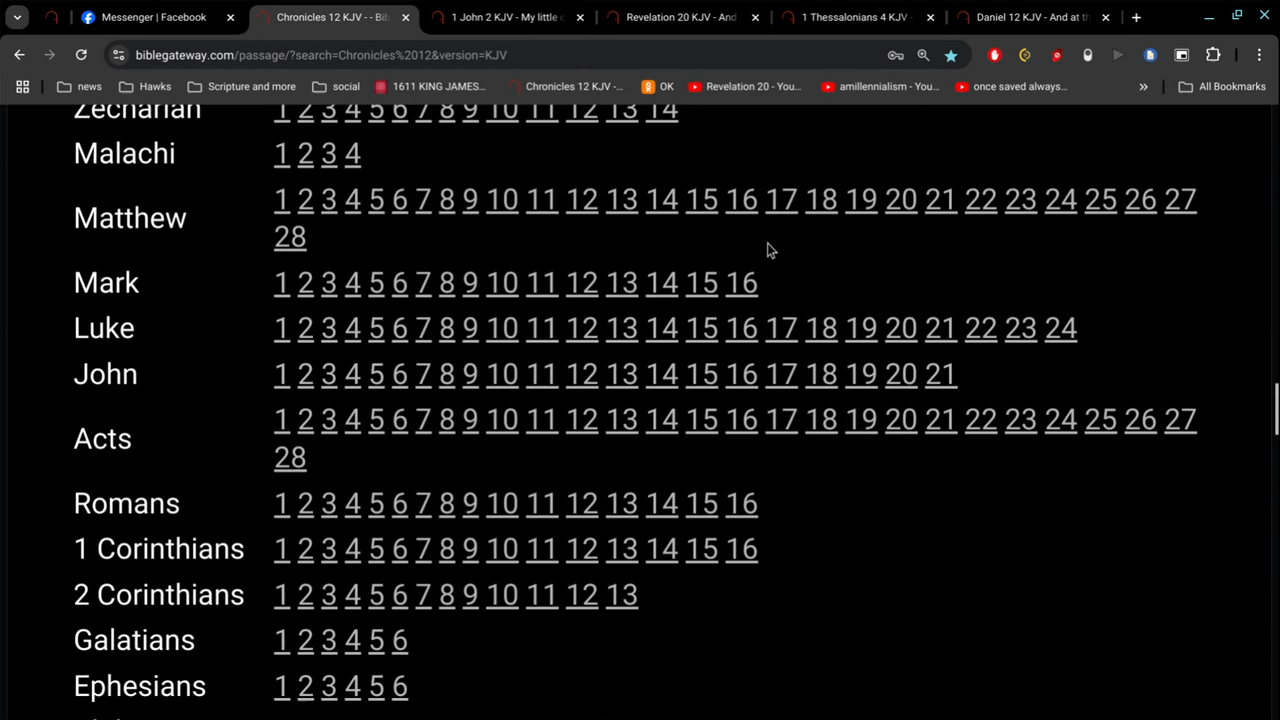 Messenger | Facebook
Chronicles 12 KJV - - Bib
1 John 2 KJV - My little c
Revelation 20 KJV - And
1 Thessalonians 4 KJV -
Daniel 12 KJV - And at th
biblegateway.com/passage/?search=Chronicles%2012&version=KJV
news
Hawks
Scripture and more
social
1611 KING JAMES...
Chronicles 12 KJV -...
OK
Revelation 20 - You...
amillennialism - You...
once saved always...
»
All Bookmarks
Zechariah 1 2 3 4 5 6 7 8 9 10 11 12 13 14
Malachi 1 2 3 4
Matthew 1 2 3 4 5 6 7 8 9 10 11 12 13 14 15 16 17 18 19 20 21 22 23 24 25 26 27
28
Mark 1 2 3 4 5 6 7 8 9 10 11 12 13 14 15 16
Luke 1 2 3 4 5 6 7 8 9 10 11 12 13 14 15 16 17 18 19 20 21 22 23 24
John 1 2 3 4 5 6 7 8 9 10 11 12 13 14 15 16 17 18 19 20 21
Acts 1 2 3 4 5 6 7 8 9 10 11 12 13 14 15 16 17 18 19 20 21 22 23 24 25 26 27
28
Romans 1 2 3 4 5 6 7 8 9 10 11 12 13 14 15 16
1 Corinthians 1 2 3 4 5 6 7 8 9 10 11 12 13 14 15 16
2 Corinthians 1 2 3 4 5 6 7 8 9 10 11 12 13
Galatians 1 2 3 4 5 6
Ephesians 1 2 3 4 5 6